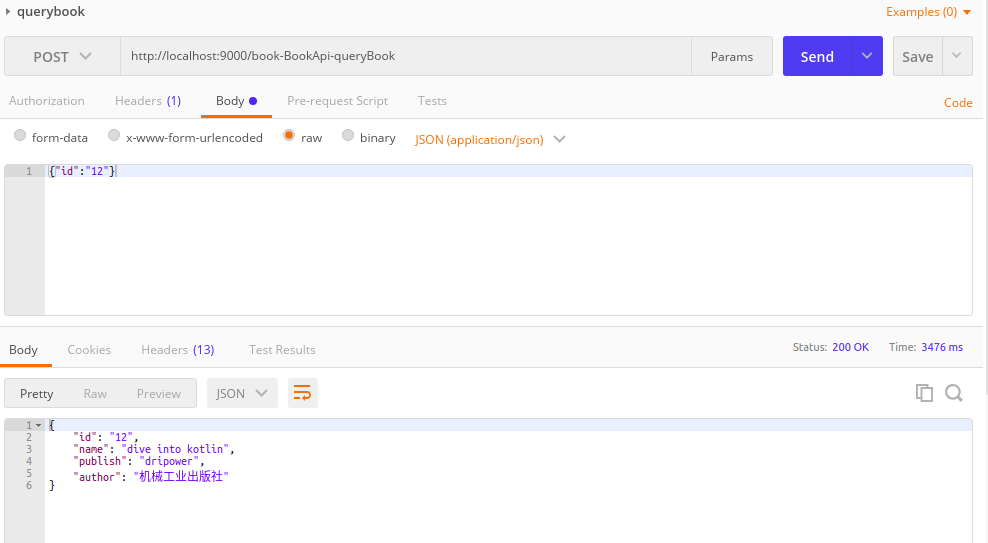 querybook
Examples (0)
POST http://localhost:9000/book-BookApi-queryBook Params Send Save
Authorization Headers (1) Body Pre-request Script Tests Code
form-data x-www-form-urlencoded raw binary JSON (application/json)
1 {"id":"12"}
Body Cookies Headers (13) Test Results Status: 200 OK Time: 3476 ms
Pretty Raw Preview JSON
1 {
2 "id": "12",
3 "name": "dive into kotlin",
4 "publish": "dripower",
5 "author": "机械工业出版社"
6 }